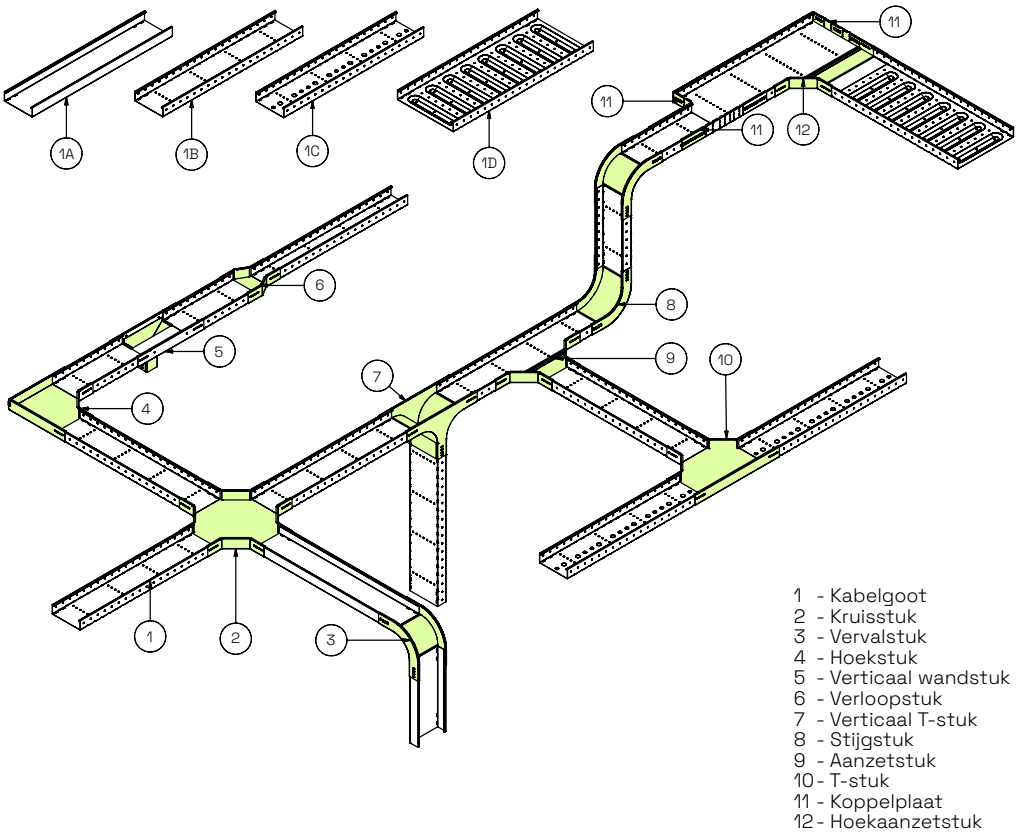 1A
1B
1C
1D
11
11
11
12
6
5
4
7
8
9
10
1
2
3
1 - Kabelgoot
2 - Kruisstuk
3 - Vervalstuk
4 - Hoekstuk
5 - Verticaal wandstuk
6 - Verloopstuk
7 - Verticaal T-stuk
8 - Stijgstuk
9 - Aanzetstuk
10 - T-stuk
11 - Koppelplaat
12 - Hoekaanzetstuk